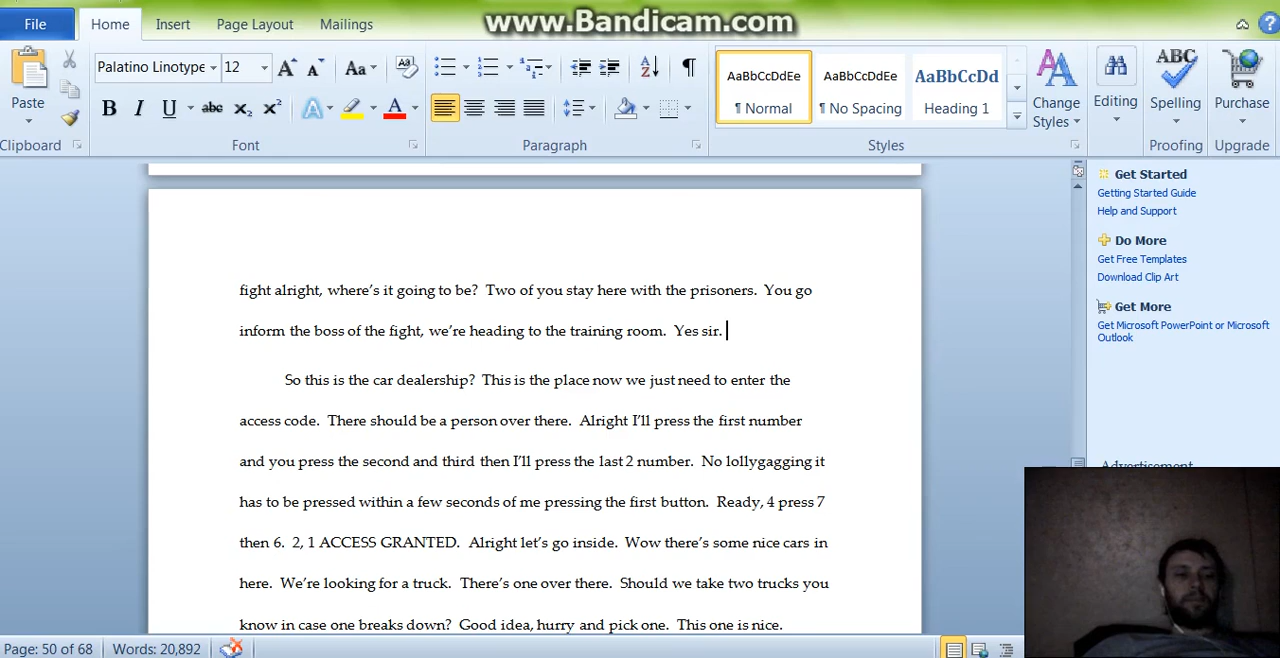 www.Bandicam.com
File Home Insert Page Layout Mailings
Palatino Linotype 12 Aa
AaBbCcDdEe AaBbCcDdEe AaBbCcDd
Paste B I U abc x₂ x² A A ¶ Normal ¶ No Spacing Heading 1 Change Styles Editing Spelling Purchase
Clipboard Font Paragraph Styles Proofing Upgrade
Get Started
Getting Started Guide
Help and Support
Do More
Get Free Templates
Download Clip Art
Get More
Get Microsoft PowerPoint or Microsoft
Outlook
Advertisement
fight alright, where's it going to be?  Two of you stay here with the prisoners.  You go
inform the boss of the fight, we're heading to the training room.  Yes sir.
So this is the car dealership?  This is the place now we just need to enter the
access code.  There should be a person over there.  Alright I'll press the first number
and you press the second and third then I'll press the last 2 number.  No lollygagging it
has to be pressed within a few seconds of me pressing the first button.  Ready, 4 press 7
then 6.  2, 1 ACCESS GRANTED.  Alright let's go inside.  Wow there's some nice cars in
here.  We're looking for a truck.  There's one over there.  Should we take two trucks you
know in case one breaks down?  Good idea, hurry and pick one.  This one is nice.
Page: 50 of 68 Words: 20,892